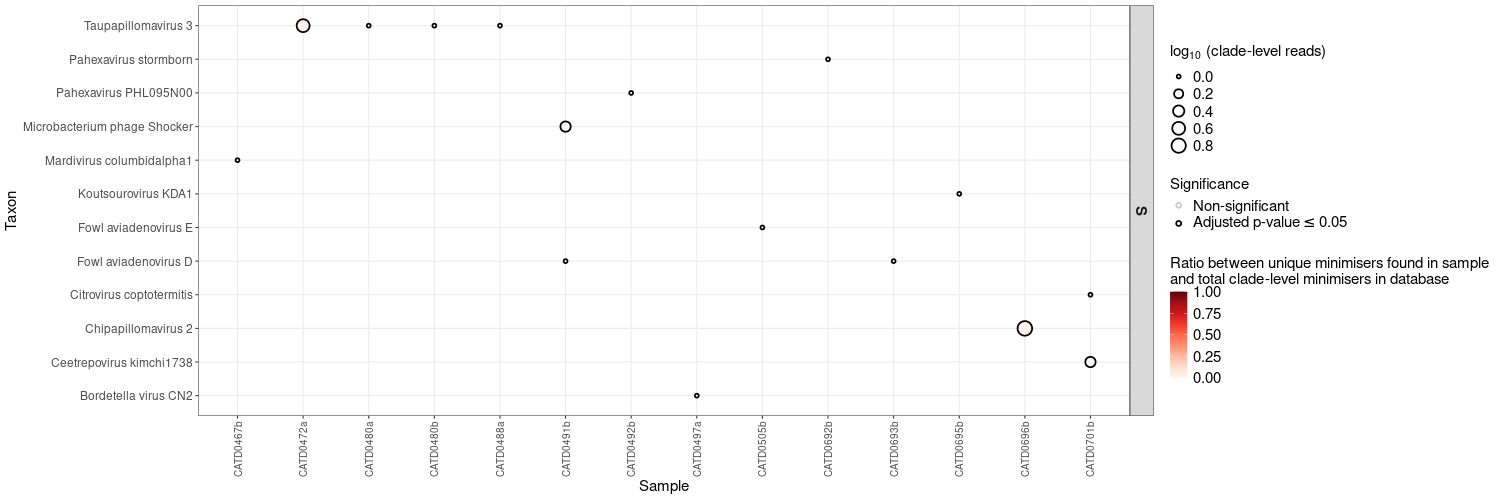 Taupapillomavirus 3
Pahexavirus stormborn
Pahexavirus PHL095N00
Microbacterium phage Shocker
Mardivirus columbidalpha1
Koutsourovirus KDA1
Fowl aviadenovirus E
Fowl aviadenovirus D
Citrovirus coptotermitis
Chipapillomavirus 2
Ceetrepovirus kimchi1738
Bordetella virus CN2
Taxon
CATD0467b
CATD0472a
CATD0480a
CATD0480b
CATD0488a
CATD0491b
CATD0492b
CATD0497a
CATD0505b
CATD0692b
CATD0693b
CATD0695b
CATD0696b
CATD0701b
Sample
S
log10 (clade-level reads)
0.0
0.2
0.4
0.6
0.8
Significance
Non-significant
Adjusted p-value ≤ 0.05
Ratio between unique minimisers found in sample
and total clade-level minimisers in database
1.00
0.75
0.50
0.25
0.00